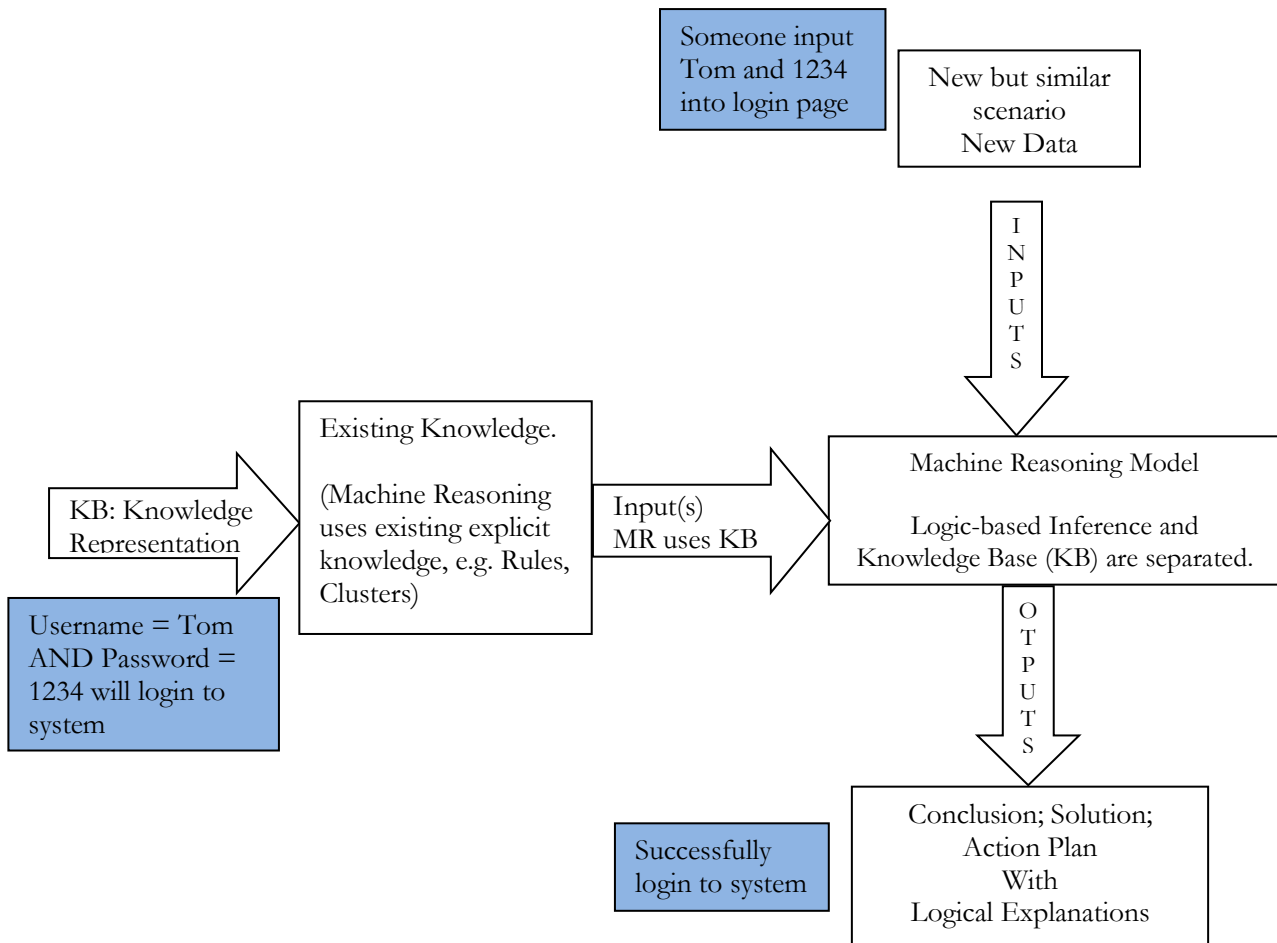 Someone input
Tom and 1234
into login page
New but similar
scenario
New Data
I
N
P
U
T
S
Existing Knowledge.
(Machine Reasoning
uses existing explicit
knowledge, e.g. Rules,
Clusters)
KB: Knowledge
Representation
Input(s)
MR uses KB
Machine Reasoning Model
Logic-based Inference and
Knowledge Base (KB) are separated.
Username = Tom
AND Password =
1234 will login to
system
O
T
P
U
T
S
Successfully
login to system
Conclusion; Solution;
Action Plan
With
Logical Explanations